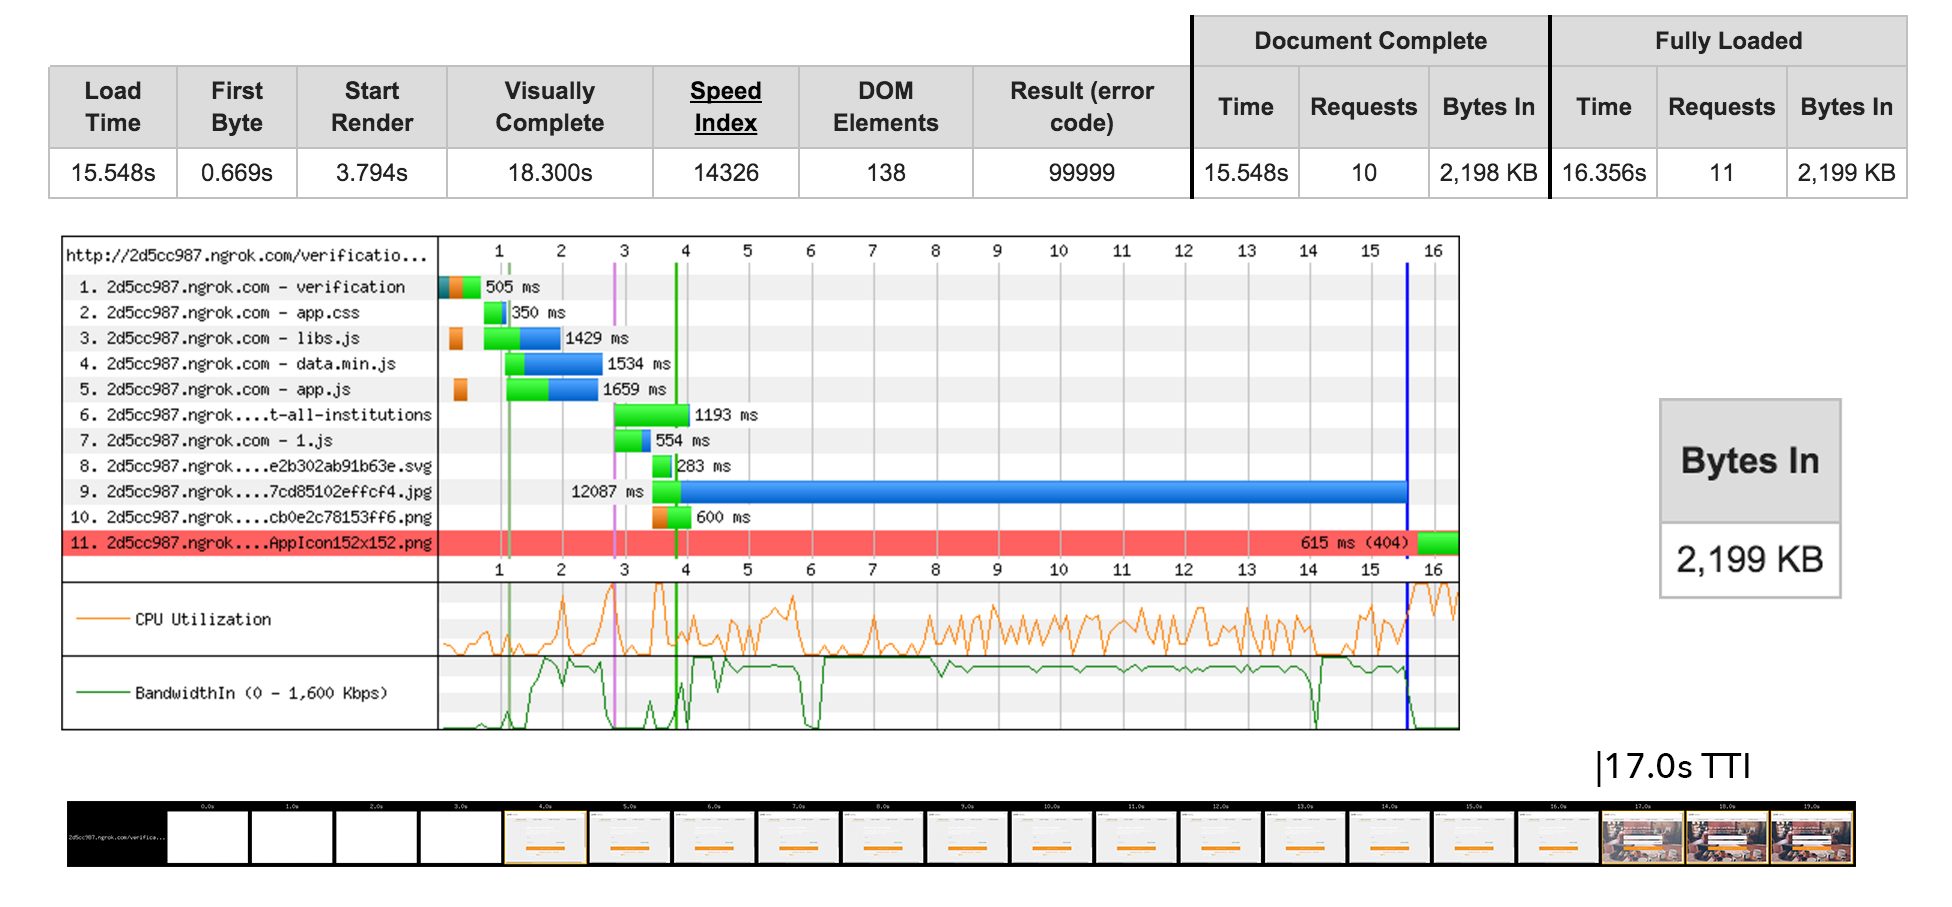 Document Complete Fully Loaded
Load Time First Byte Start Render Visually Complete Speed Index DOM Elements Result (error code) Time Requests Bytes In Time Requests Bytes In
15.548s 0.669s 3.794s 18.300s 14326 138 99999 15.548s 10 2,198 KB 16.356s 11 2,199 KB
http://2d5cc987.ngrok.com/verificatio... 1 2 3 4 5 6 7 8 9 10 11 12 13 14 15 16
1. 2d5cc987.ngrok.com - verification 505 ms
2. 2d5cc987.ngrok.com - app.css 350 ms
3. 2d5cc987.ngrok.com - libs.js 1429 ms
4. 2d5cc987.ngrok.com - data.min.js 1534 ms
5. 2d5cc987.ngrok.com - app.js 1659 ms
6. 2d5cc987.ngrok....t-all-institutions 1193 ms
7. 2d5cc987.ngrok.com - 1.js 554 ms
8. 2d5cc987.ngrok....e2b302ab91b63e.svg 283 ms
9. 2d5cc987.ngrok....7cd85102effcf4.jpg 12087 ms
10. 2d5cc987.ngrok....cb0e2c78153ff6.png 600 ms
11. 2d5cc987.ngrok....AppIcon152x152.png 615 ms (404)
1 2 3 4 5 6 7 8 9 10 11 12 13 14 15 16
CPU Utilization
BandwidthIn (0 - 1,600 Kbps)
Bytes In
2,199 KB
|17.0s TTI
0.0s 1.0s 2.0s 3.0s 4.0s 5.0s 6.0s 7.0s 8.0s 9.0s 10.0s 11.0s 12.0s 13.0s 14.0s 15.0s 16.0s 17.0s 18.0s 19.0s
2d5cc987.ngrok.com/verifica...